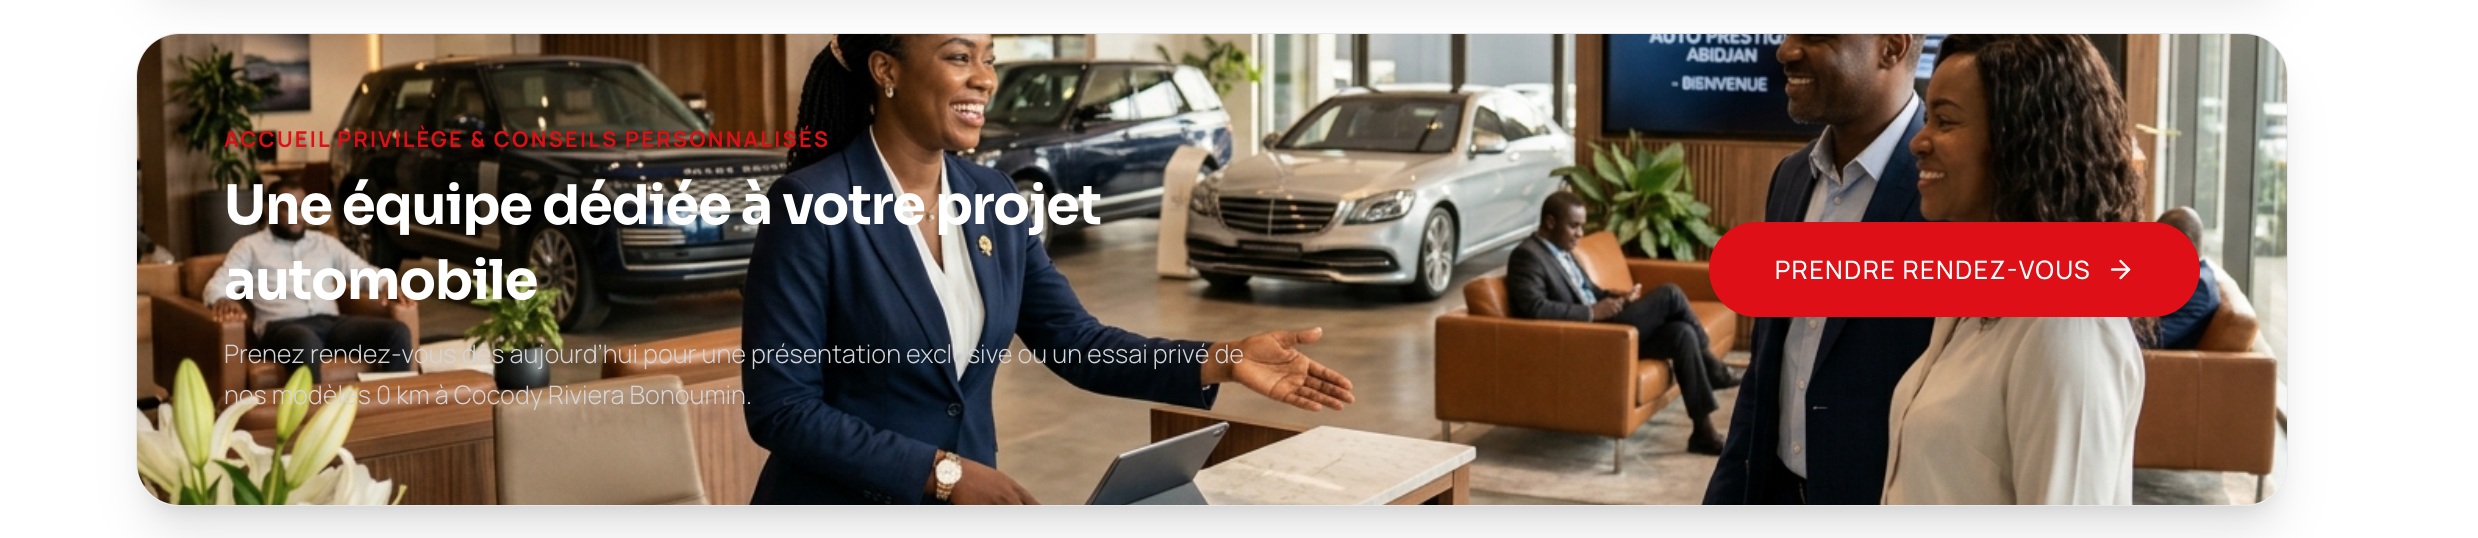 AUTO PRESTIQ
ABIDJAN
- BIENVENUE
ACCUEIL PRIVILÈGE & CONSEILS PERSONNALISÉS
Une équipe dédiée à votre projet
automobile
Prenez rendez-vous dès aujourd'hui pour une présentation exclusive ou un essai privé de
nos modèles 0 km à Cocody Riviera Bonoumin.
PRENDRE RENDEZ-VOUS